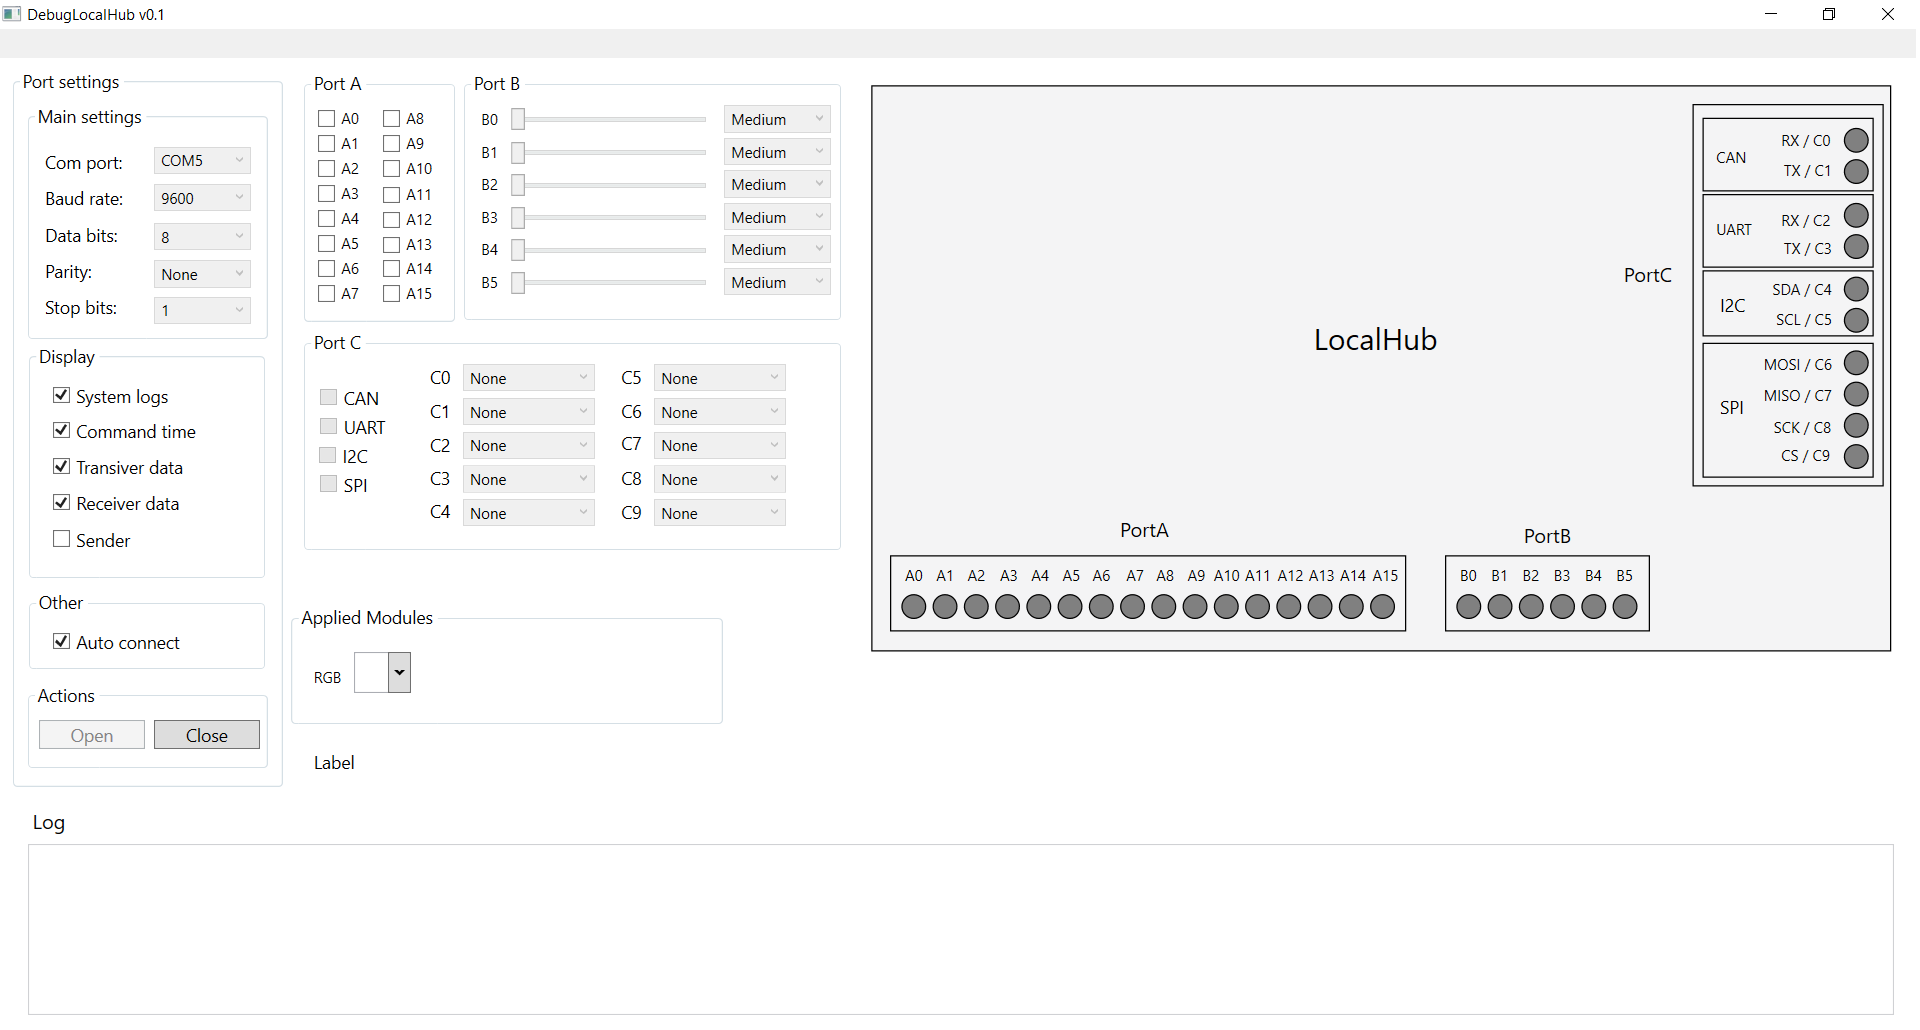 DebugLocalHub v0.1
Port settings
Main settings
Com port: COM5
Baud rate: 9600
Data bits: 8
Parity: None
Stop bits: 1
Display
System logs
Command time
Transiver data
Receiver data
Sender
Other
Auto connect
Actions
Open Close
Port A
A0 A8
A1 A9
A2 A10
A3 A11
A4 A12
A5 A13
A6 A14
A7 A15
Port B
B0 Medium
B1 Medium
B2 Medium
B3 Medium
B4 Medium
B5 Medium
Port C
CAN
UART
I2C
SPI
C0 None C5 None
C1 None C6 None
C2 None C7 None
C3 None C8 None
C4 None C9 None
Applied Modules
RGB
Label
LocalHub
PortC
CAN
RX / C0
TX / C1
UART
RX / C2
TX / C3
I2C
SDA / C4
SCL / C5
SPI
MOSI / C6
MISO / C7
SCK / C8
CS / C9
PortA
A0 A1 A2 A3 A4 A5 A6 A7 A8 A9 A10 A11 A12 A13 A14 A15
PortB
B0 B1 B2 B3 B4 B5
Log